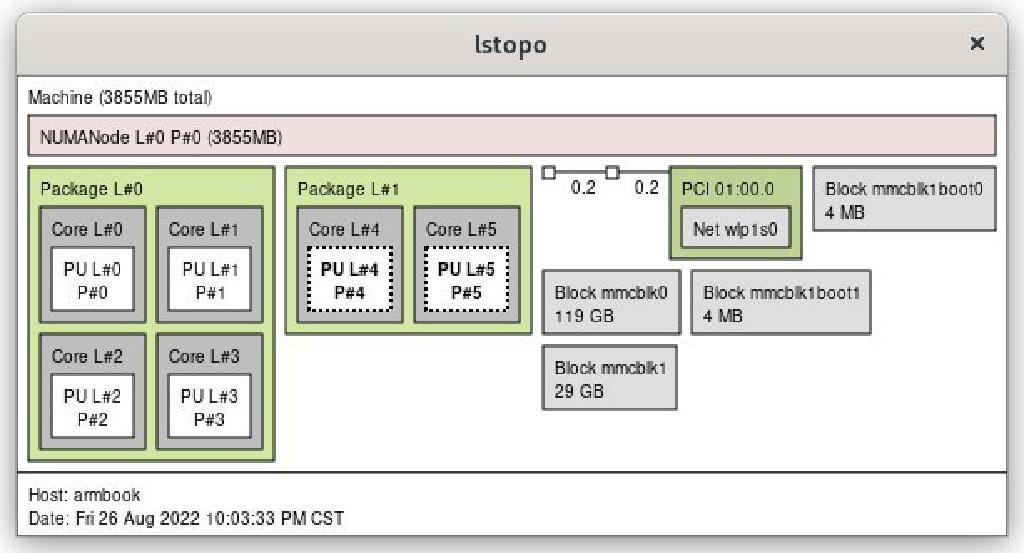 lstopo
Machine (3855MB total)
NUMANode L#0 P#0 (3855MB)
Package L#0
Core L#0
PU L#0
P#0
Core L#1
PU L#1
P#1
Core L#2
PU L#2
P#2
Core L#3
PU L#3
P#3
Package L#1
Core L#4
PU L#4
P#4
Core L#5
PU L#5
P#5
0.2
0.2
PCI 01:00.0
Net wlp1s0
Block mmcblk1boot0
4 MB
Block mmcblk0
119 GB
Block mmcblk1boot1
4 MB
Block mmcblk1
29 GB
Host: armbook
Date: Fri 26 Aug 2022 10:03:33 PM CST